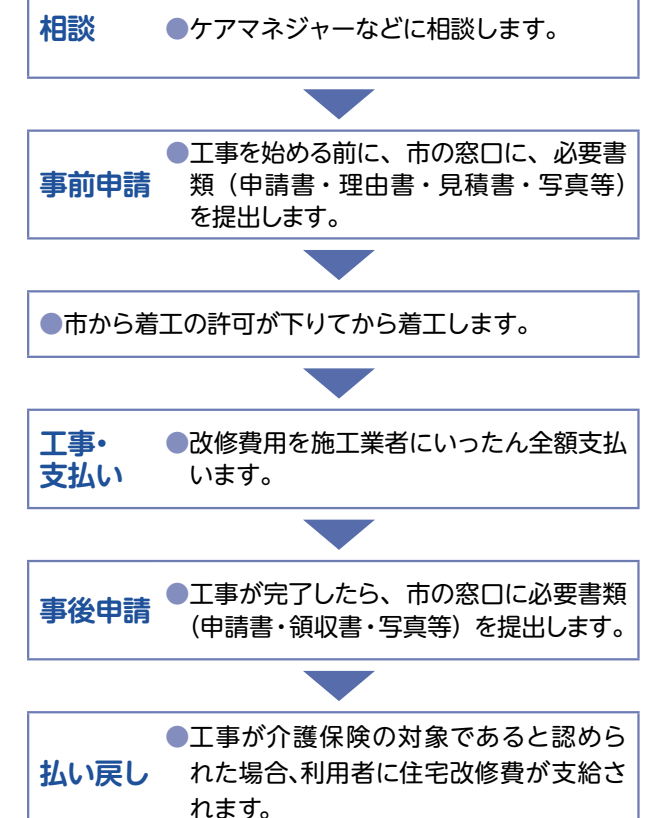 相談 ●ケアマネジャーなどに相談します。
事前申請 ●工事を始める前に、市の窓口に、必要書
類（申請書・理由書・見積書・写真等）
を提出します。
●市から着工の許可が下りてから着工します。
工事・
支払い
●改修費用を施工業者にいったん全額支払
います。
事後申請
●工事が完了したら、市の窓口に必要書類
（申請書・領収書・写真等）を提出します。
払い戻し
●工事が介護保険の対象であると認めら
れた場合、利用者に住宅改修費が支給さ
れます。